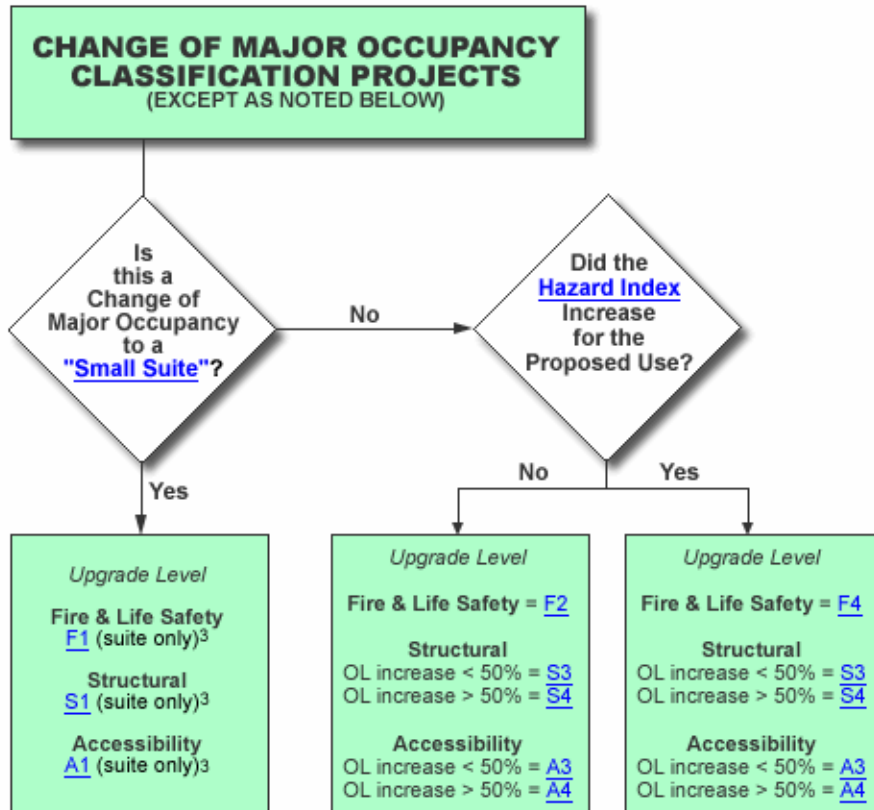 CHANGE OF MAJOR OCCUPANCY
CLASSIFICATION PROJECTS
(EXCEPT AS NOTED BELOW)
Is
this a
Change of
Major Occupancy
to a
"Small Suite"?
No
Did the
Hazard Index
Increase
for the
Proposed Use?
Yes
No
Yes
Upgrade Level
Fire & Life Safety
F1 (suite only)3
Structural
S1 (suite only)3
Accessibility
A1 (suite only)3
Upgrade Level
Fire & Life Safety = F2
Structural
OL increase < 50% = S3
OL increase > 50% = S4
Accessibility
OL increase < 50% = A3
OL increase > 50% = A4
Upgrade Level
Fire & Life Safety = F4
Structural
OL increase < 50% = S3
OL increase > 50% = S4
Accessibility
OL increase < 50% = A3
OL increase > 50% = A4